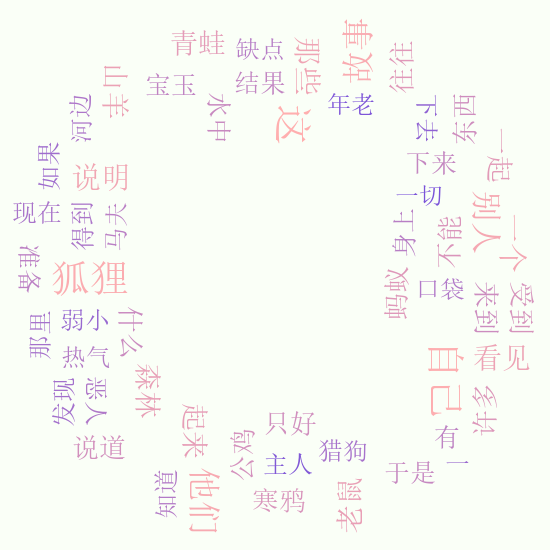 青蛙
缺点
那些
故事
往往
山羊
宝玉
水中
结果
这
年老
下去
东西
河边
如果
说明
下来
一起
一切
现在
得到
马夫
身上
不能
别人
一个
准备
狐狸
蚂蚁
口袋
来到
受到
那里
弱小
什么
热气
自己
看见
发现
恶人
森林
多钱
说道
起来
公鸡
只好
有一
知道
他们
主人
猎狗
于是
寒鸦
老鼠